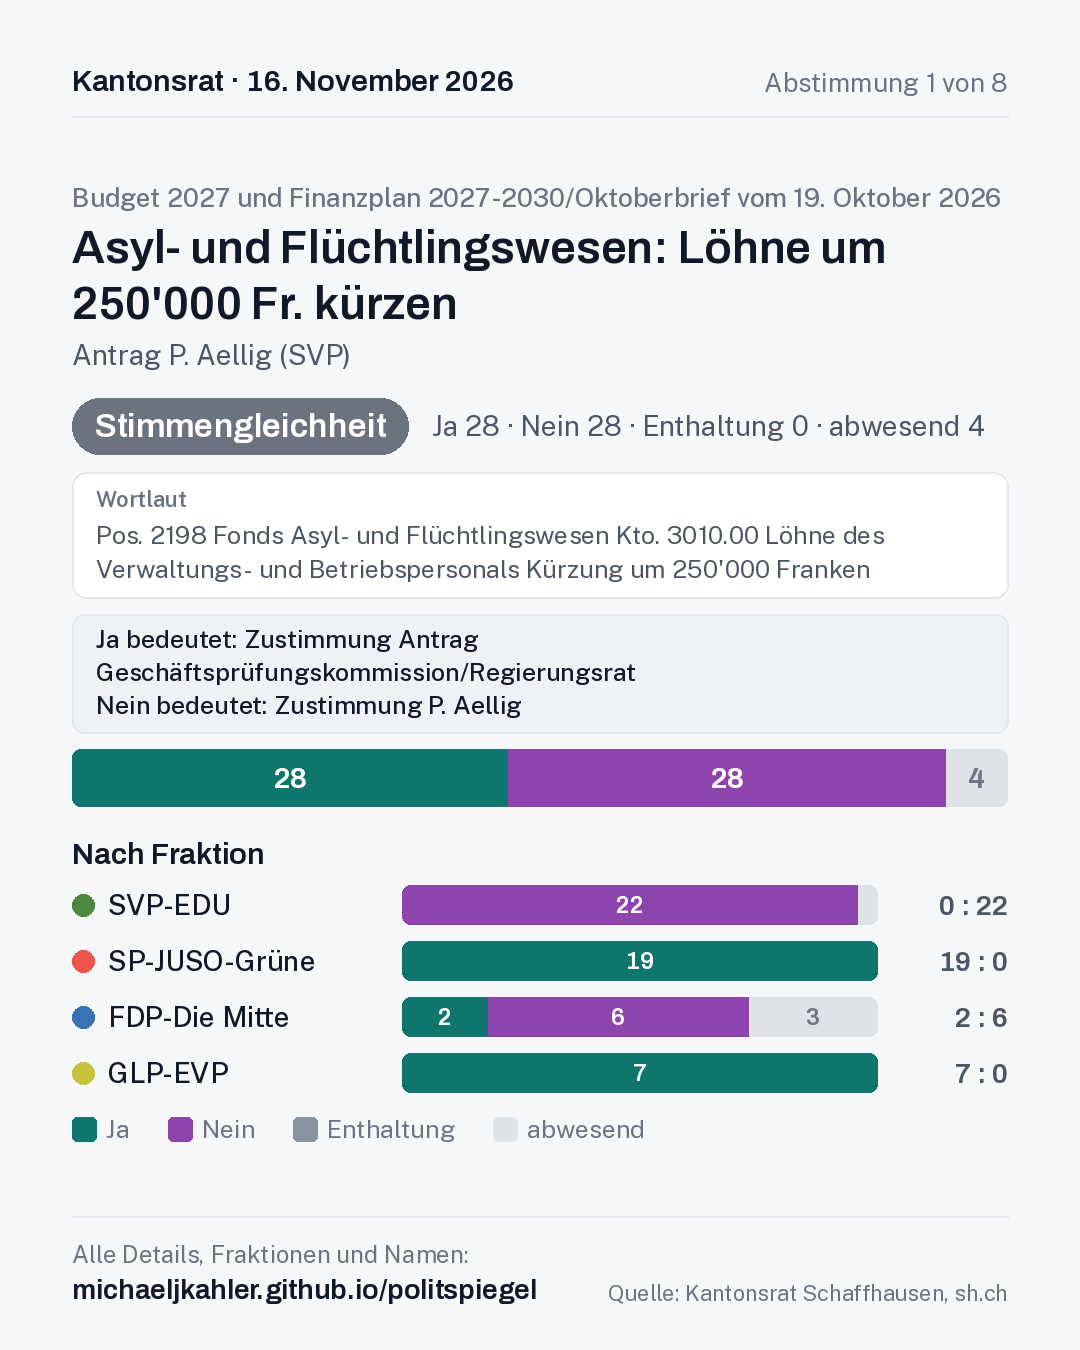 Kantonsrat · 16. November 2026
Abstimmung 1 von 8
Budget 2027 und Finanzplan 2027-2030/Oktoberbrief vom 19. Oktober 2026
Asyl- und Flüchtlingswesen: Löhne um
250'000 Fr. kürzen
Antrag P. Aellig (SVP)
Stimmengleichheit
Ja 28 · Nein 28 · Enthaltung 0 · abwesend 4
Wortlaut
Pos. 2198 Fonds Asyl- und Flüchtlingswesen Kto. 3010.00 Löhne des
Verwaltungs- und Betriebspersonals Kürzung um 250'000 Franken
Ja bedeutet: Zustimmung Antrag
Geschäftsprüfungskommission/Regierungsrat
Nein bedeutet: Zustimmung P. Aellig
28 28 4
Nach Fraktion
SVP-EDU 22 0 : 22
SP-JUSO-Grüne 19 19 : 0
FDP-Die Mitte 2 6 3 2 : 6
GLP-EVP 7 7 : 0
Ja Nein Enthaltung abwesend
Alle Details, Fraktionen und Namen:
michaeljkahler.github.io/politspiegel
Quelle: Kantonsrat Schaffhausen, sh.ch